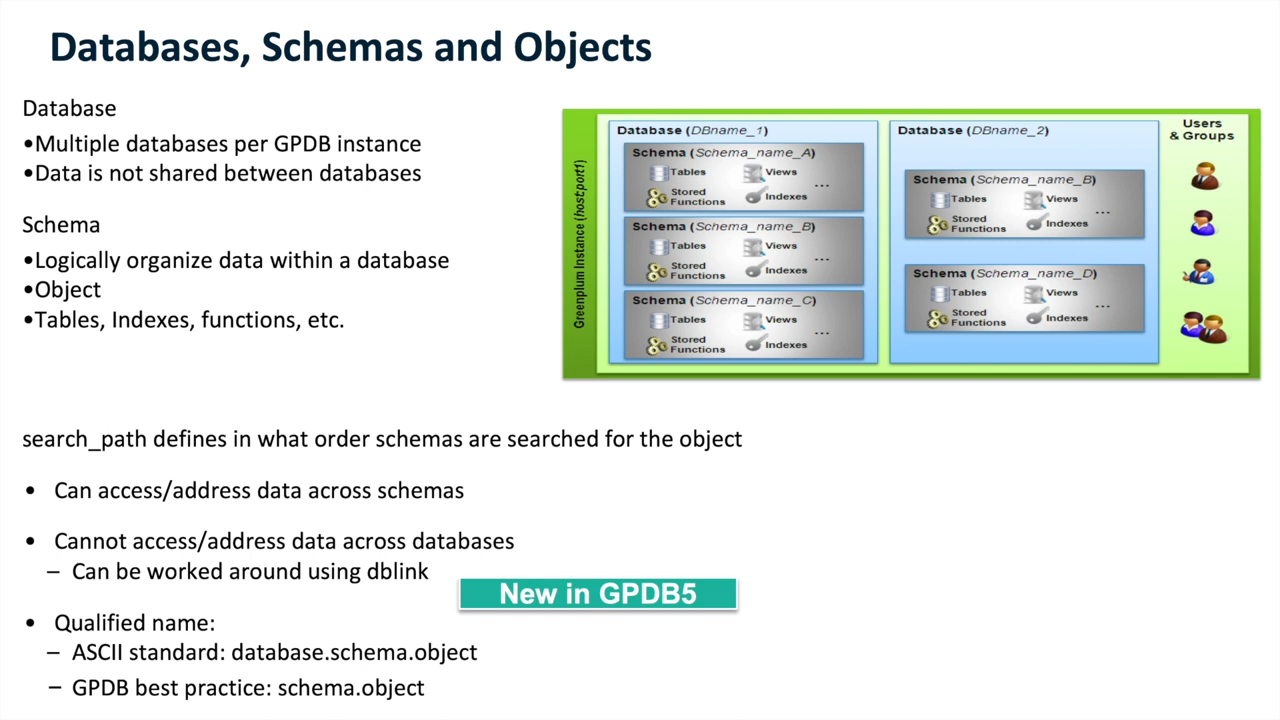 Databases, Schemas and Objects
Database
•Multiple databases per GPDB instance
•Data is not shared between databases
Schema
•Logically organize data within a database
•Object
•Tables, Indexes, functions, etc.
Greenplum Instance (host:port1)
Database (DBname_1)
Schema (Schema_name_A)
Tables
Views
Stored
Functions
Indexes
...
Schema (Schema_name_B)
Tables
Views
Stored
Functions
Indexes
...
Schema (Schema_name_C)
Tables
Views
Stored
Functions
Indexes
...
Database (DBname_2)
Schema (Schema_name_B)
Tables
Views
Stored
Functions
Indexes
...
Schema (Schema_name_D)
Tables
Views
Stored
Functions
Indexes
...
Users
& Groups
search_path defines in what order schemas are searched for the object
• Can access/address data across schemas
• Cannot access/address data across databases
– Can be worked around using dblink
New in GPDB5
• Qualified name:
– ASCII standard: database.schema.object
– GPDB best practice: schema.object